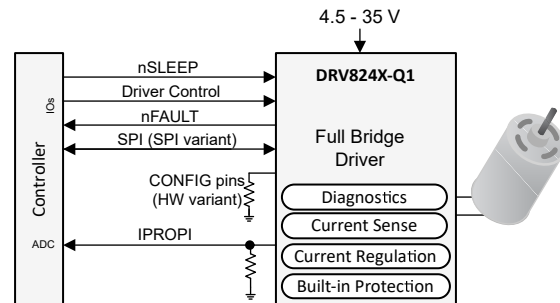 4.5 - 35 V
nSLEEP
DRV824X-Q1
IOs
Driver Control
nFAULT
SPI (SPI variant)
Full Bridge
Driver
Controller
CONFIG pins
(HW variant)
Diagnostics
Current Sense
ADC
IPROPI
Current Regulation
Built-in Protection